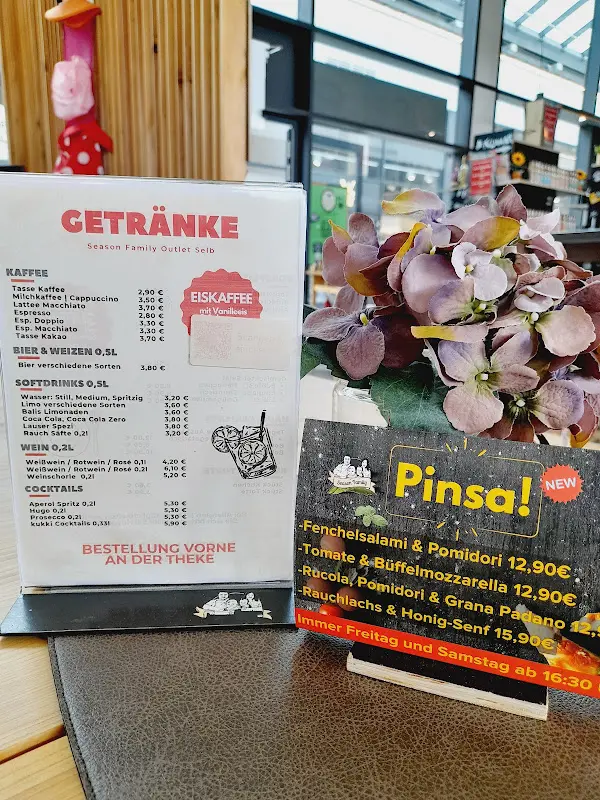 GETRÄNKE
Season Family Outlet Selb
KAFFEE
Tasse Kaffee 2,90 €
Milchkaffee | Cappuccino 3,50 €
Lattee Macchiato 3,70 €
Espresso 2,80 €
Esp. Doppio 3,30 €
Esp. Macchiato 3,30 €
Tasse Kakao 3,70 €
EISKAFFEE
mit Vanilleeis
BIER & WEIZEN 0,5L
Bier verschiedene Sorten 3,80 €
SOFTDRINKS 0,5L
Wasser: Still, Medium, Spritzig 3,20 €
Limo verschiedene Sorten 3,60 €
Balis Limonaden 3,60 €
Coca Cola, Coca Cola Zero 3,80 €
Lauser Spezi 3,80 €
Rauch Säfte 0,2l 3,20 €
WEIN 0,2L
Weißwein / Rotwein / Rosé 0,1l 4,20 €
Weißwein / Rotwein / Rosé 0,2l 6,10 €
Weinschorle 0,2l 5,20 €
COCKTAILS
Aperol Spritz 0,2l 5,30 €
Hugo 0,2l 5,30 €
Prosecco 0,2l 5,30 €
kukki Cocktails 0,33l 5,90 €
BESTELLUNG VORNE
AN DER THEKE
Season Family
Pinsa!
NEW
-Fenchelsalami & Pomidori 12,90€
-Tomate & Büffelmozzarella 12,90€
-Rucola, Pomidori & Grana Padano 12,
-Rauchlachs & Honig-Senf 15,90€
Immer Freitag und Samstag ab 16:30